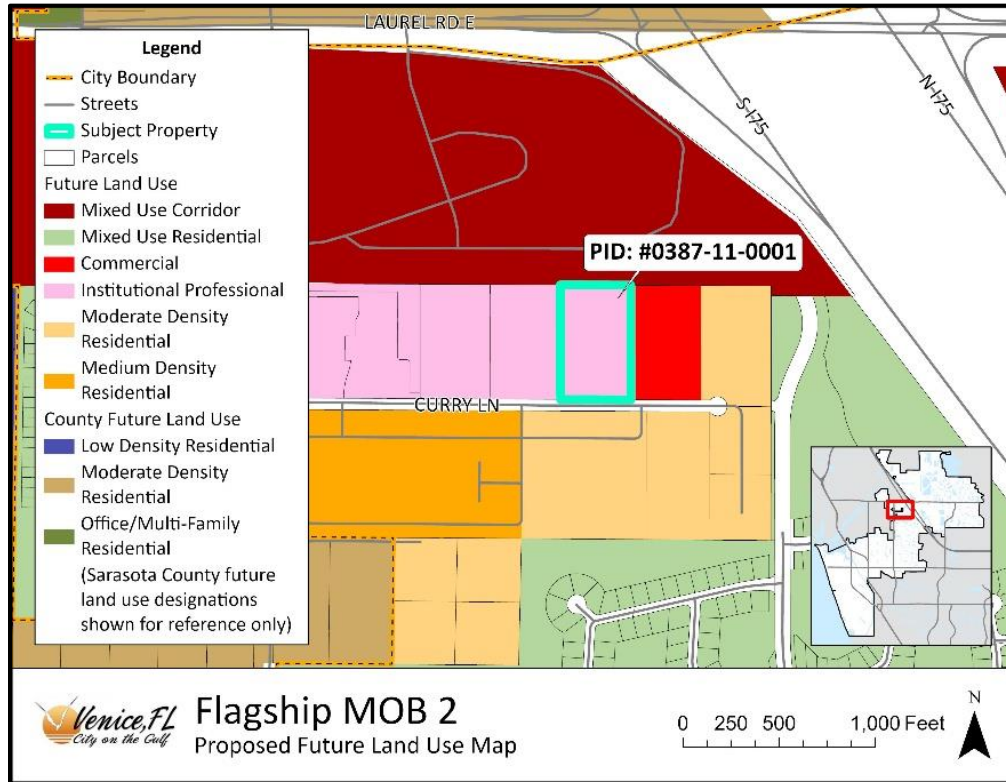 LAUREL RD E
Legend
City Boundary
Streets
Subject Property
Parcels
Future Land Use
Mixed Use Corridor
Mixed Use Residential
Commercial
Institutional Professional
Moderate Density
Residential
Medium Density
Residential
County Future Land Use
Low Density Residential
Moderate Density
Residential
Office/Multi-Family
Residential
(Sarasota County future
land use designations
shown for reference only)
S I75
N I75
PID: #0387-11-0001
CURRY LN
Venice, FL
City on the Gulf
Flagship MOB 2
Proposed Future Land Use Map
0 250 500 1,000 Feet
N